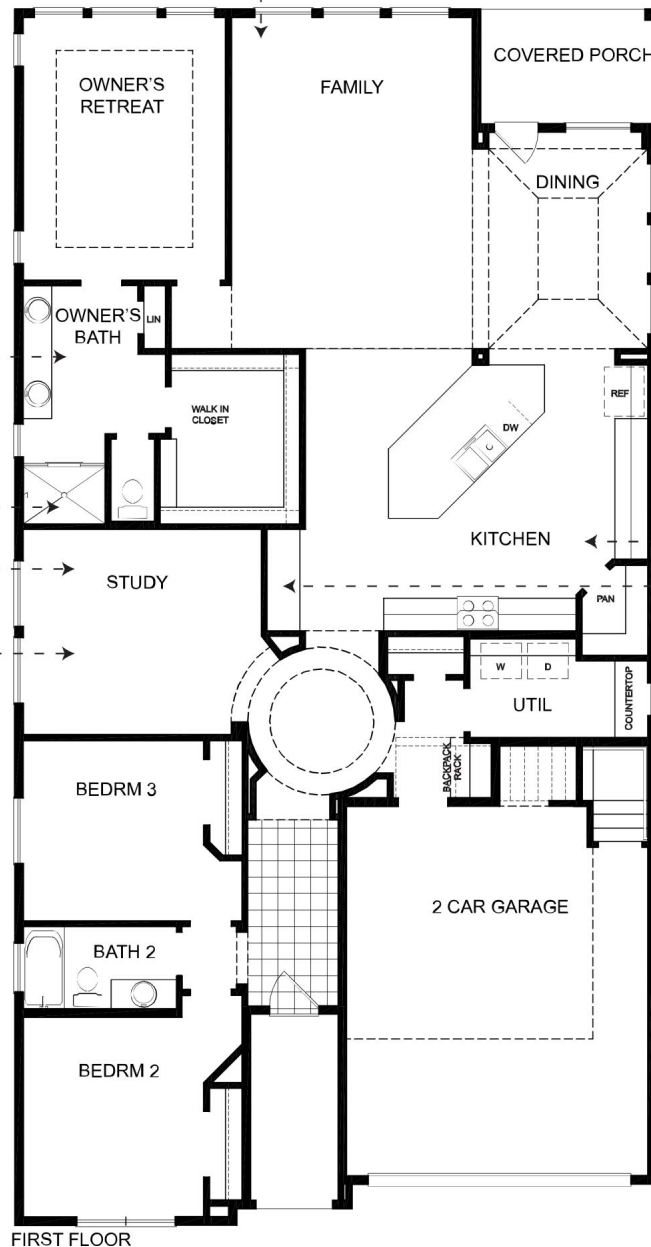 OWNER'S
RETREAT
FAMILY
COVERED PORCH
DINING
OWNER'S
BATH
LIN
WALK IN
CLOSET
REF
DW
KITCHEN
STUDY
PAN
W
D
UTIL
COUNTERTOP
BACKPACK
RACK
BEDRM 3
2 CAR GARAGE
BATH 2
BEDRM 2
FIRST FLOOR